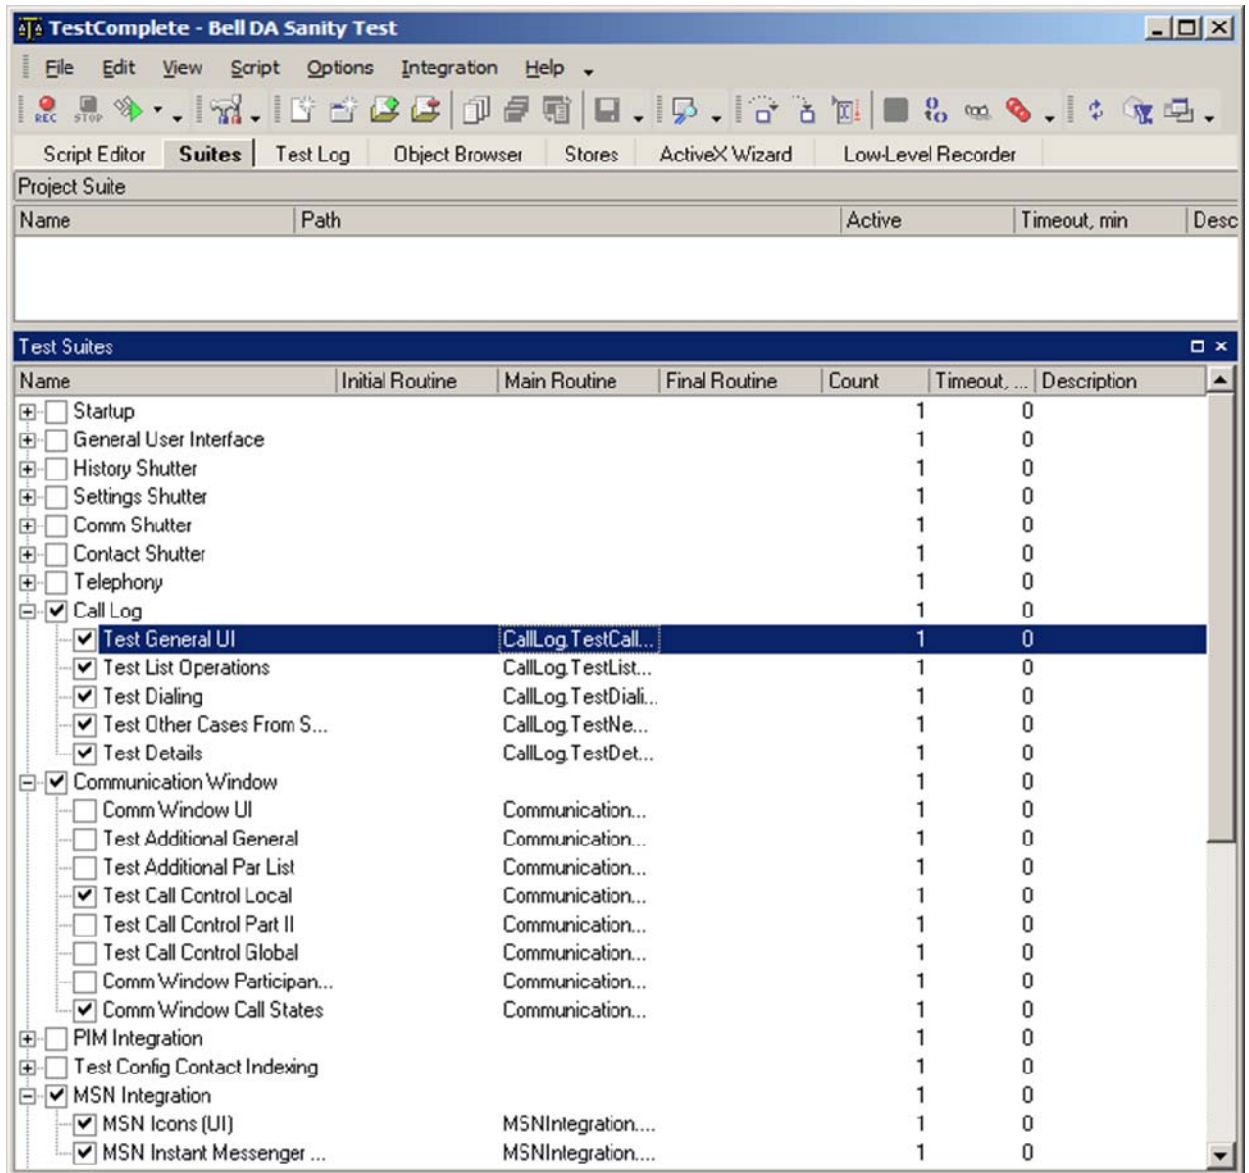 TestComplete - Bell DA Sanity Test
File Edit View Script Options Integration Help
REC STOP
Script Editor Suites Test Log Object Browser Stores ActiveX Wizard Low-Level Recorder
Project Suite
Name Path Active Timeout, min Desc
Test Suites
Name Initial Routine Main Routine Final Routine Count Timeout, ... Description
Startup 1 0
General User Interface 1 0
History Shutter 1 0
Settings Shutter 1 0
Comm Shutter 1 0
Contact Shutter 1 0
Telephony 1 0
Call Log 1 0
Test General UI CallLog.TestCall... 1 0
Test List Operations CallLog.TestList... 1 0
Test Dialing CallLog.TestDiali... 1 0
Test Other Cases From S... CallLog.TestNe... 1 0
Test Details CallLog.TestDet... 1 0
Communication Window 1 0
Comm Window UI Communication... 1 0
Test Additional General Communication... 1 0
Test Additional Par List Communication... 1 0
Test Call Control Local Communication... 1 0
Test Call Control Part II Communication... 1 0
Test Call Control Global Communication... 1 0
Comm Window Participan... Communication... 1 0
Comm Window Call States Communication... 1 0
PIM Integration 1 0
Test Config Contact Indexing 1 0
MSN Integration 1 0
MSN Icons (UI) MSNIntegration.... 1 0
MSN Instant Messenger ... MSNIntegration.... 1 0